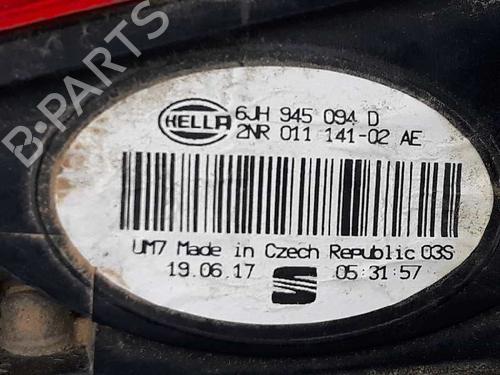 HELLA
6JH 945 094 D
2NR 011 141-02 AE
UM7 Made in Czech Republic 03S
19.06.17 05:31:57
B-PARTS